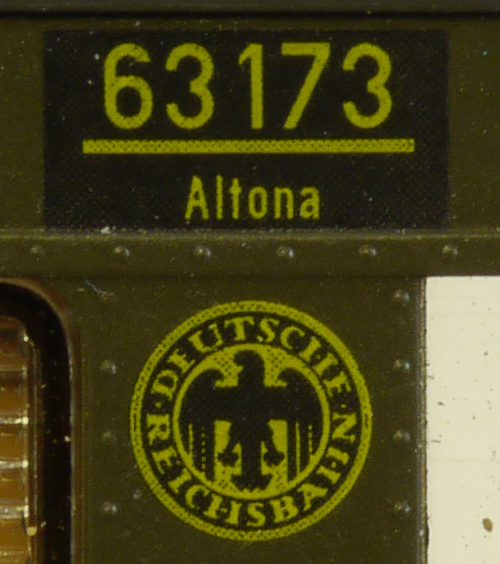 63173
Altona
DEUTSCHE
REICHSBAHN